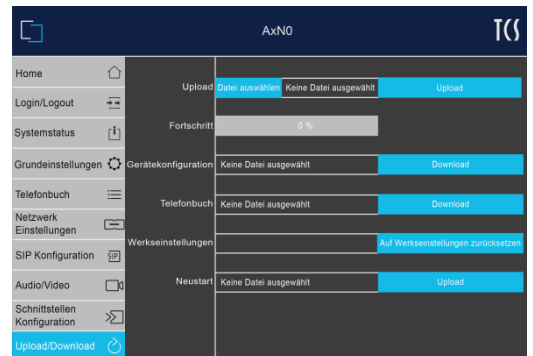 AxN0
TCS
Home
Login/Logout
Systemstatus
Grundeinstellungen
Telefonbuch
Netzwerk
Einstellungen
SIP Konfiguration
SIP
Audio/Video
Schnittstellen
Konfiguration
Upload/Download
Upload Datei auswählen Keine Datei ausgewählt Upload
Fortschritt 0 %
Gerätekonfiguration Keine Datei ausgewählt Download
Telefonbuch Keine Datei ausgewählt Download
Werkseinstellungen Auf Werkseinstellungen zurücksetzen
Neustart Keine Datei ausgewählt Upload